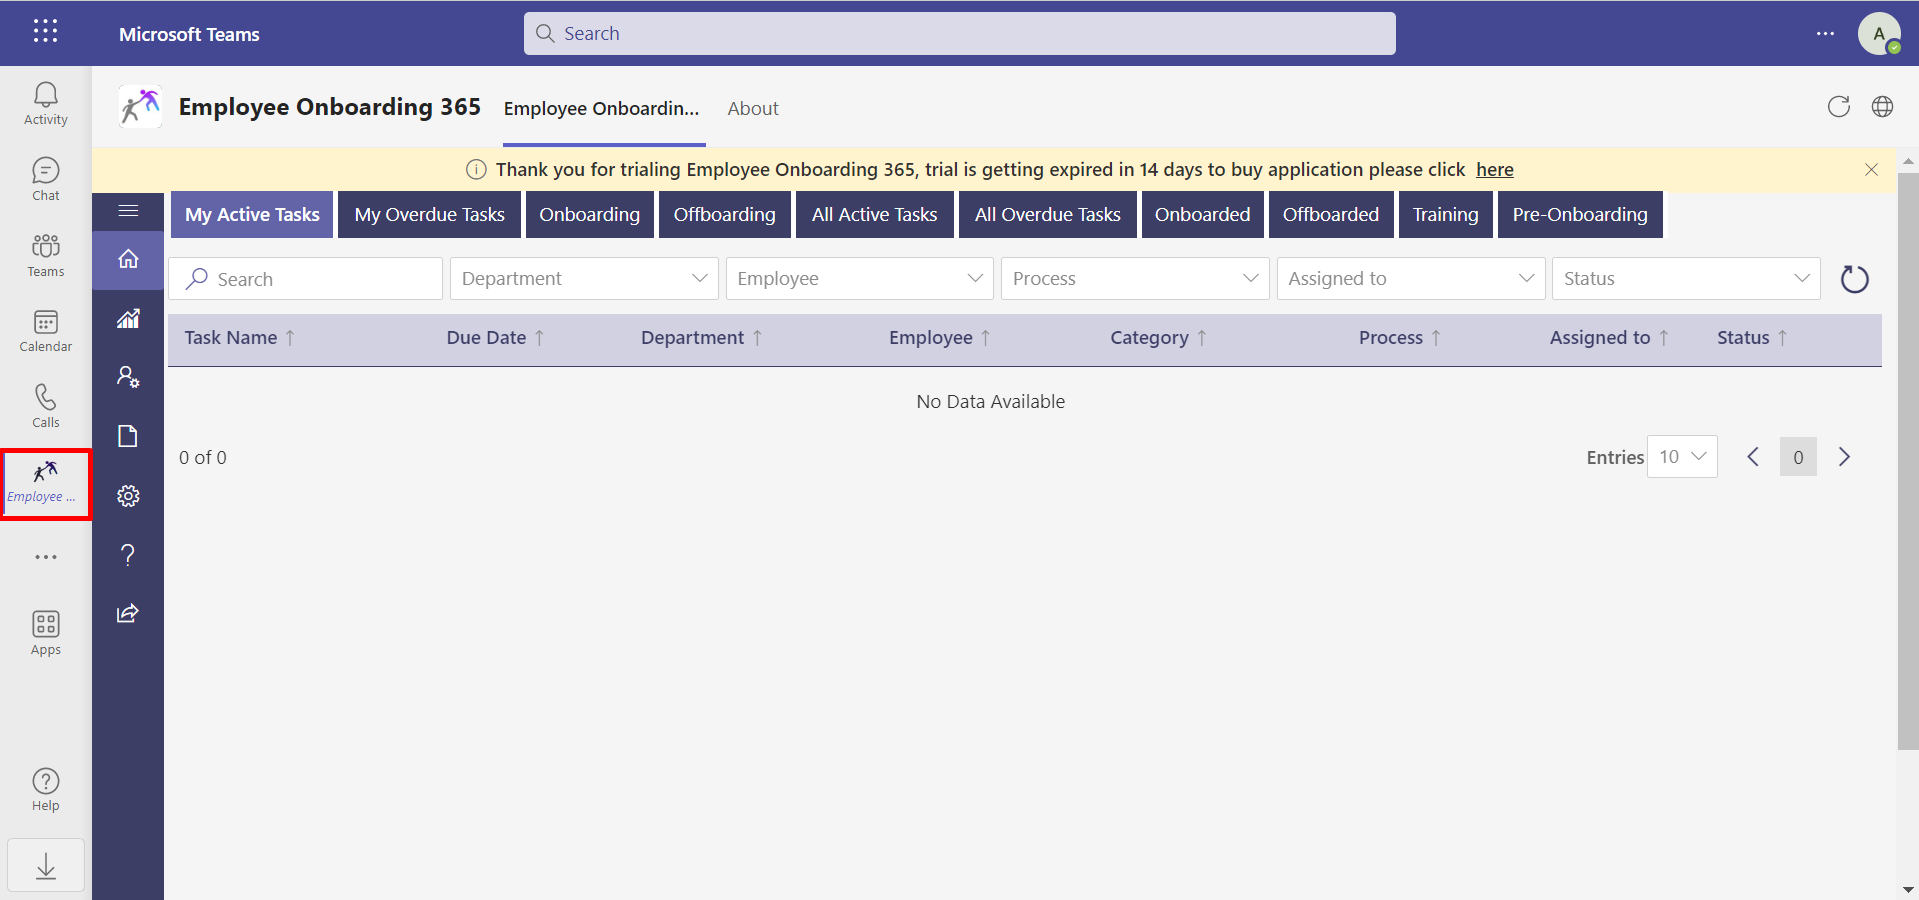 Microsoft Teams
Search
A
Activity
Chat
Teams
Calendar
Calls
Employee ...
Apps
Help
Employee Onboarding 365
Employee Onboardin...
About
Thank you for trialing Employee Onboarding 365, trial is getting expired in 14 days to buy application please click here
My Active Tasks
My Overdue Tasks
Onboarding
Offboarding
All Active Tasks
All Overdue Tasks
Onboarded
Offboarded
Training
Pre-Onboarding
Search
Department
Employee
Process
Assigned to
Status
Task Name
Due Date
Department
Employee
Category
Process
Assigned to
Status
No Data Available
0 of 0
Entries
10
0